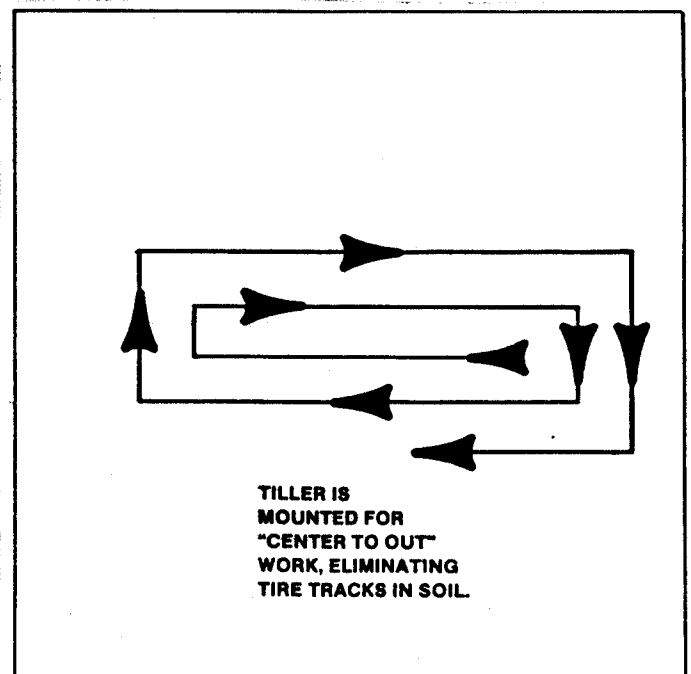 TILLER IS
MOUNTED FOR
"CENTER TO OUT"
WORK, ELIMINATING
TIRE TRACKS IN SOIL.